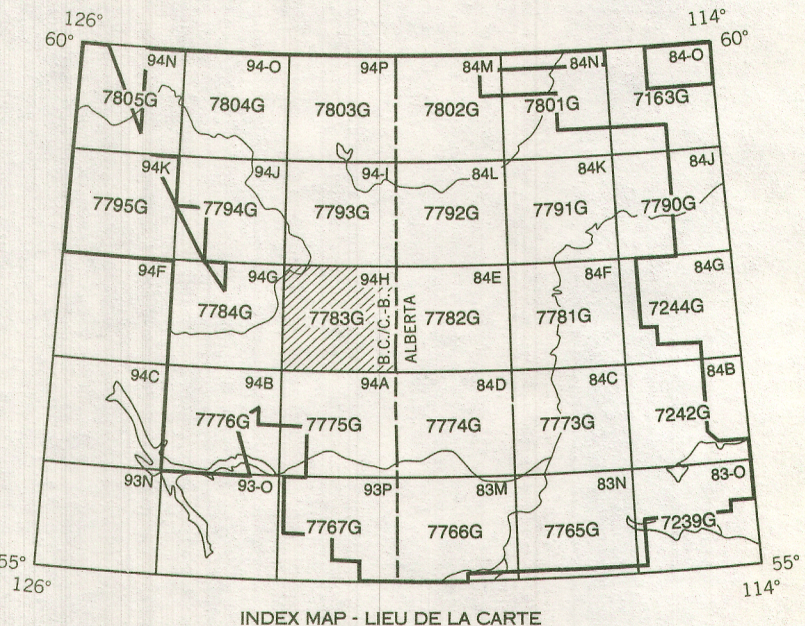 126° 114°
60° 60°
94N 94-O 94P 84M 84N 84-O
7805G 7804G 7803G 7802G 7801G 7163G
94K 94J 94-I 84L 84K 84J
7795G 7794G 7793G 7792G 7791G 7790G
94F 94G 94H 84E 84F 84G
7784G 7783G B.C./C.-B. ALBERTA 7782G 7781G 7244G
94C 94B 94A 84D 84C 84B
7776G 7775G 7774G 7773G 7242G
93N 93-O 93P 83M 83N 83-O
7767G 7766G 7765G 7239G
55° 55°
126° 114°
INDEX MAP - LIEU DE LA CARTE